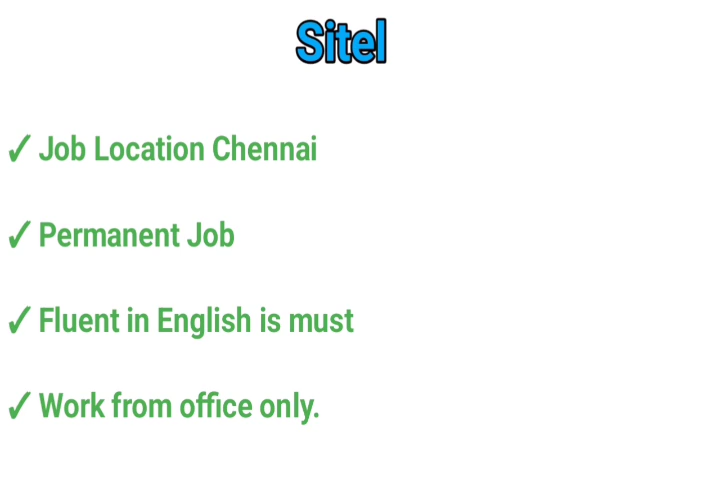 Sitel
✓ Job Location Chennai
✓ Permanent Job
✓ Fluent in English is must
✓ Work from office only.